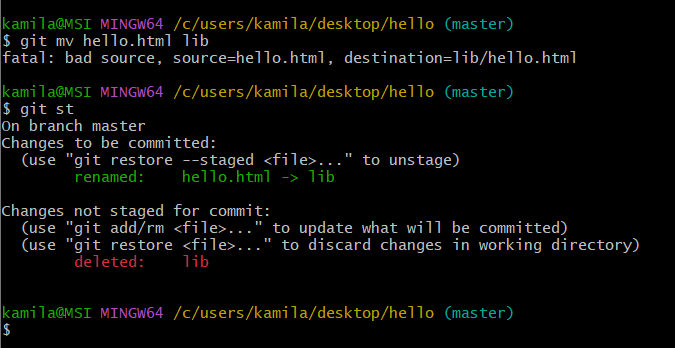 kamila@MSI MINGW64 /c/users/kamila/desktop/hello (master)
$ git mv hello.html lib
fatal: bad source, source=hello.html, destination=lib/hello.html
kamila@MSI MINGW64 /c/users/kamila/desktop/hello (master)
$ git st
On branch master
Changes to be committed:
  (use "git restore --staged <file>..." to unstage)
        renamed:    hello.html -> lib
Changes not staged for commit:
  (use "git add/rm <file>..." to update what will be committed)
  (use "git restore <file>..." to discard changes in working directory)
        deleted:    lib
kamila@MSI MINGW64 /c/users/kamila/desktop/hello (master)
$